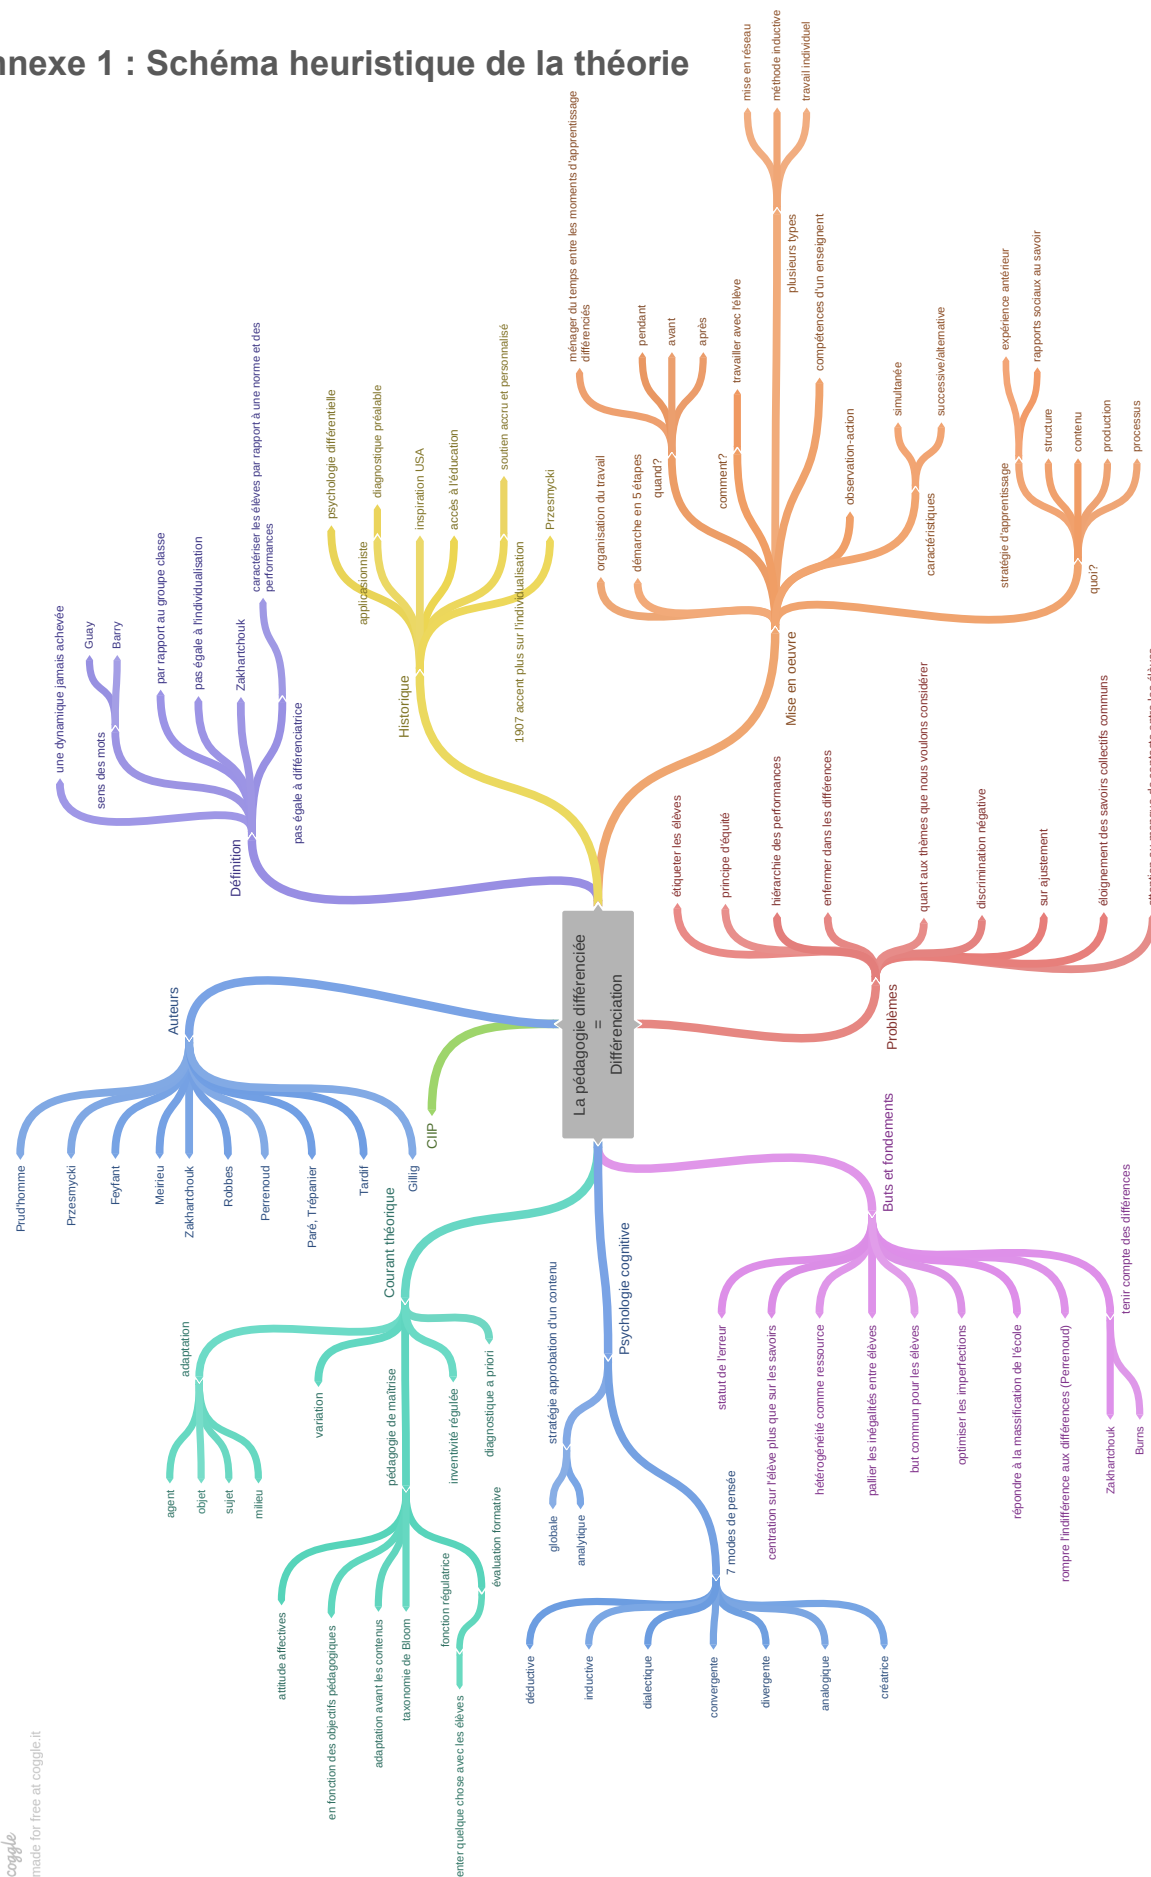 nnexe 1 : Schéma heuristique de la théorie
La pédagogie différenciée
=
Différenciation
Définition
une dynamique jamais achevée
sens des mots
Guay
Barry
par rapport au groupe classe
pas égale à l'individualisation
Zakhartchouk
pas égale à différenciatrice
caractériser les élèves par rapport à une norme et des
performances
Historique
psychologie différentielle
applicasionniste
diagnostique préalable
inspiration USA
accès à l'éducation
1907 accent plus sur l'individualisation
soutien accru et personnalisé
Przesmycki
Mise en oeuvre
organisation du travail
démarche en 5 étapes
quand?
ménager du temps entre les moments d'apprentissage
différenciés
pendant
avant
après
comment?
travailler avec l'élève
plusieurs types
mise en réseau
méthode inductive
travail individuel
compétences d'un enseignent
observation-action
caractéristiques
simultanée
successive/alternative
quoi?
stratégie d'apprentissage
expérience antérieur
rapports sociaux au savoir
structure
contenu
production
processus
Problèmes
étiqueter les élèves
principe d'équité
hiérarchie des performances
enfermer dans les différences
quant aux thèmes que nous voulons considérer
discrimination négative
sur ajustement
éloignement des savoirs collectifs communs
Auteurs
Prud'homme
Przesmycki
Feyfant
Meirieu
Zakhartchouk
Robbes
Perrenoud
Paré, Trépanier
Tardif
Gillig
CIIP
Courant théorique
adaptation
agent
objet
sujet
milieu
variation
pédagogie de maîtrise
attitude affectives
en fonction des objectifs pédagogiques
adaptation avant les contenus
taxonomie de Bloom
évaluation formative
fonction régulatrice
enter quelque chose avec les élèves
inventivité régulée
diagnostique a priori
Psychologie cognitive
stratégie approbation d'un contenu
globale
analytique
7 modes de pensée
déductive
inductive
dialectique
convergente
divergente
analogique
créatrice
Buts et fondements
statut de l'erreur
centration sur l'élève plus que sur les savoirs
hétérogénéité comme ressource
pallier les inégalités entre élèves
but commun pour les élèves
optimiser les imperfections
répondre à la massification de l'école
rompre l'indifférence aux différences (Perrenoud)
tenir compte des différences
Zakhartchouk
Burns
coggle
made for free at coggle.it